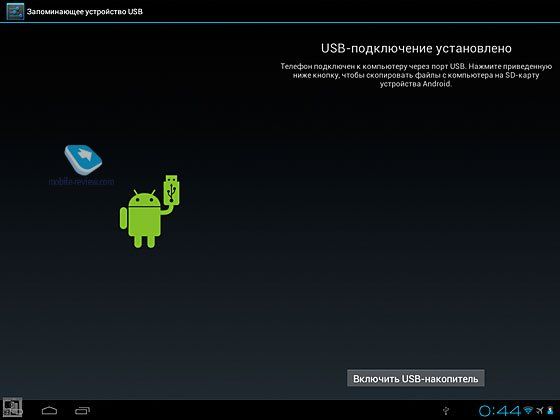 Запоминающее устройство USB
USB-подключение установлено
Телефон подключен к компьютеру через порт USB. Нажмите приведенную
ниже кнопку, чтобы скопировать файлы с компьютера на SD-карту
устройства Android.
mobile-review.com
Включить USB-накопитель
0:44